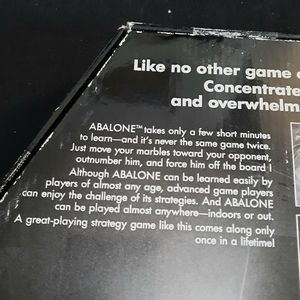 Like no other game
Concentrate
and overwhelm
ABALONE™ takes only a few short minutes
to learn—and it's never the same game twice.
Just move your marbles toward your opponent,
outnumber him, and force him off the board !
Although ABALONE can be learned easily by
players of almost any age, advanced game players
can enjoy the challenge of its strategies. And ABALONE
can be played almost anywhere—indoors or out.
A great-playing strategy game like this comes along only
once in a lifetime!